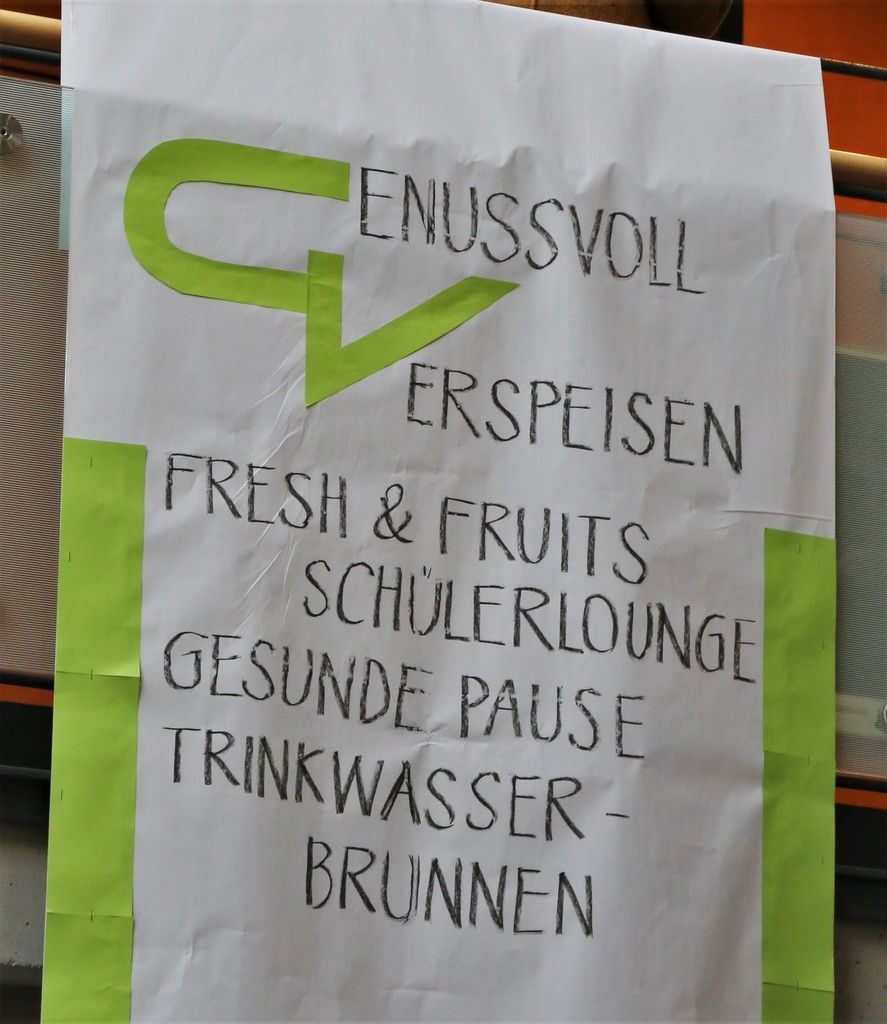 GENUSSVOLL
VERSPEISEN
FRESH & FRUITS
SCHÜLERLOUNGE
GESUNDE PAUSE
TRINKWASSER-
BRUNNEN